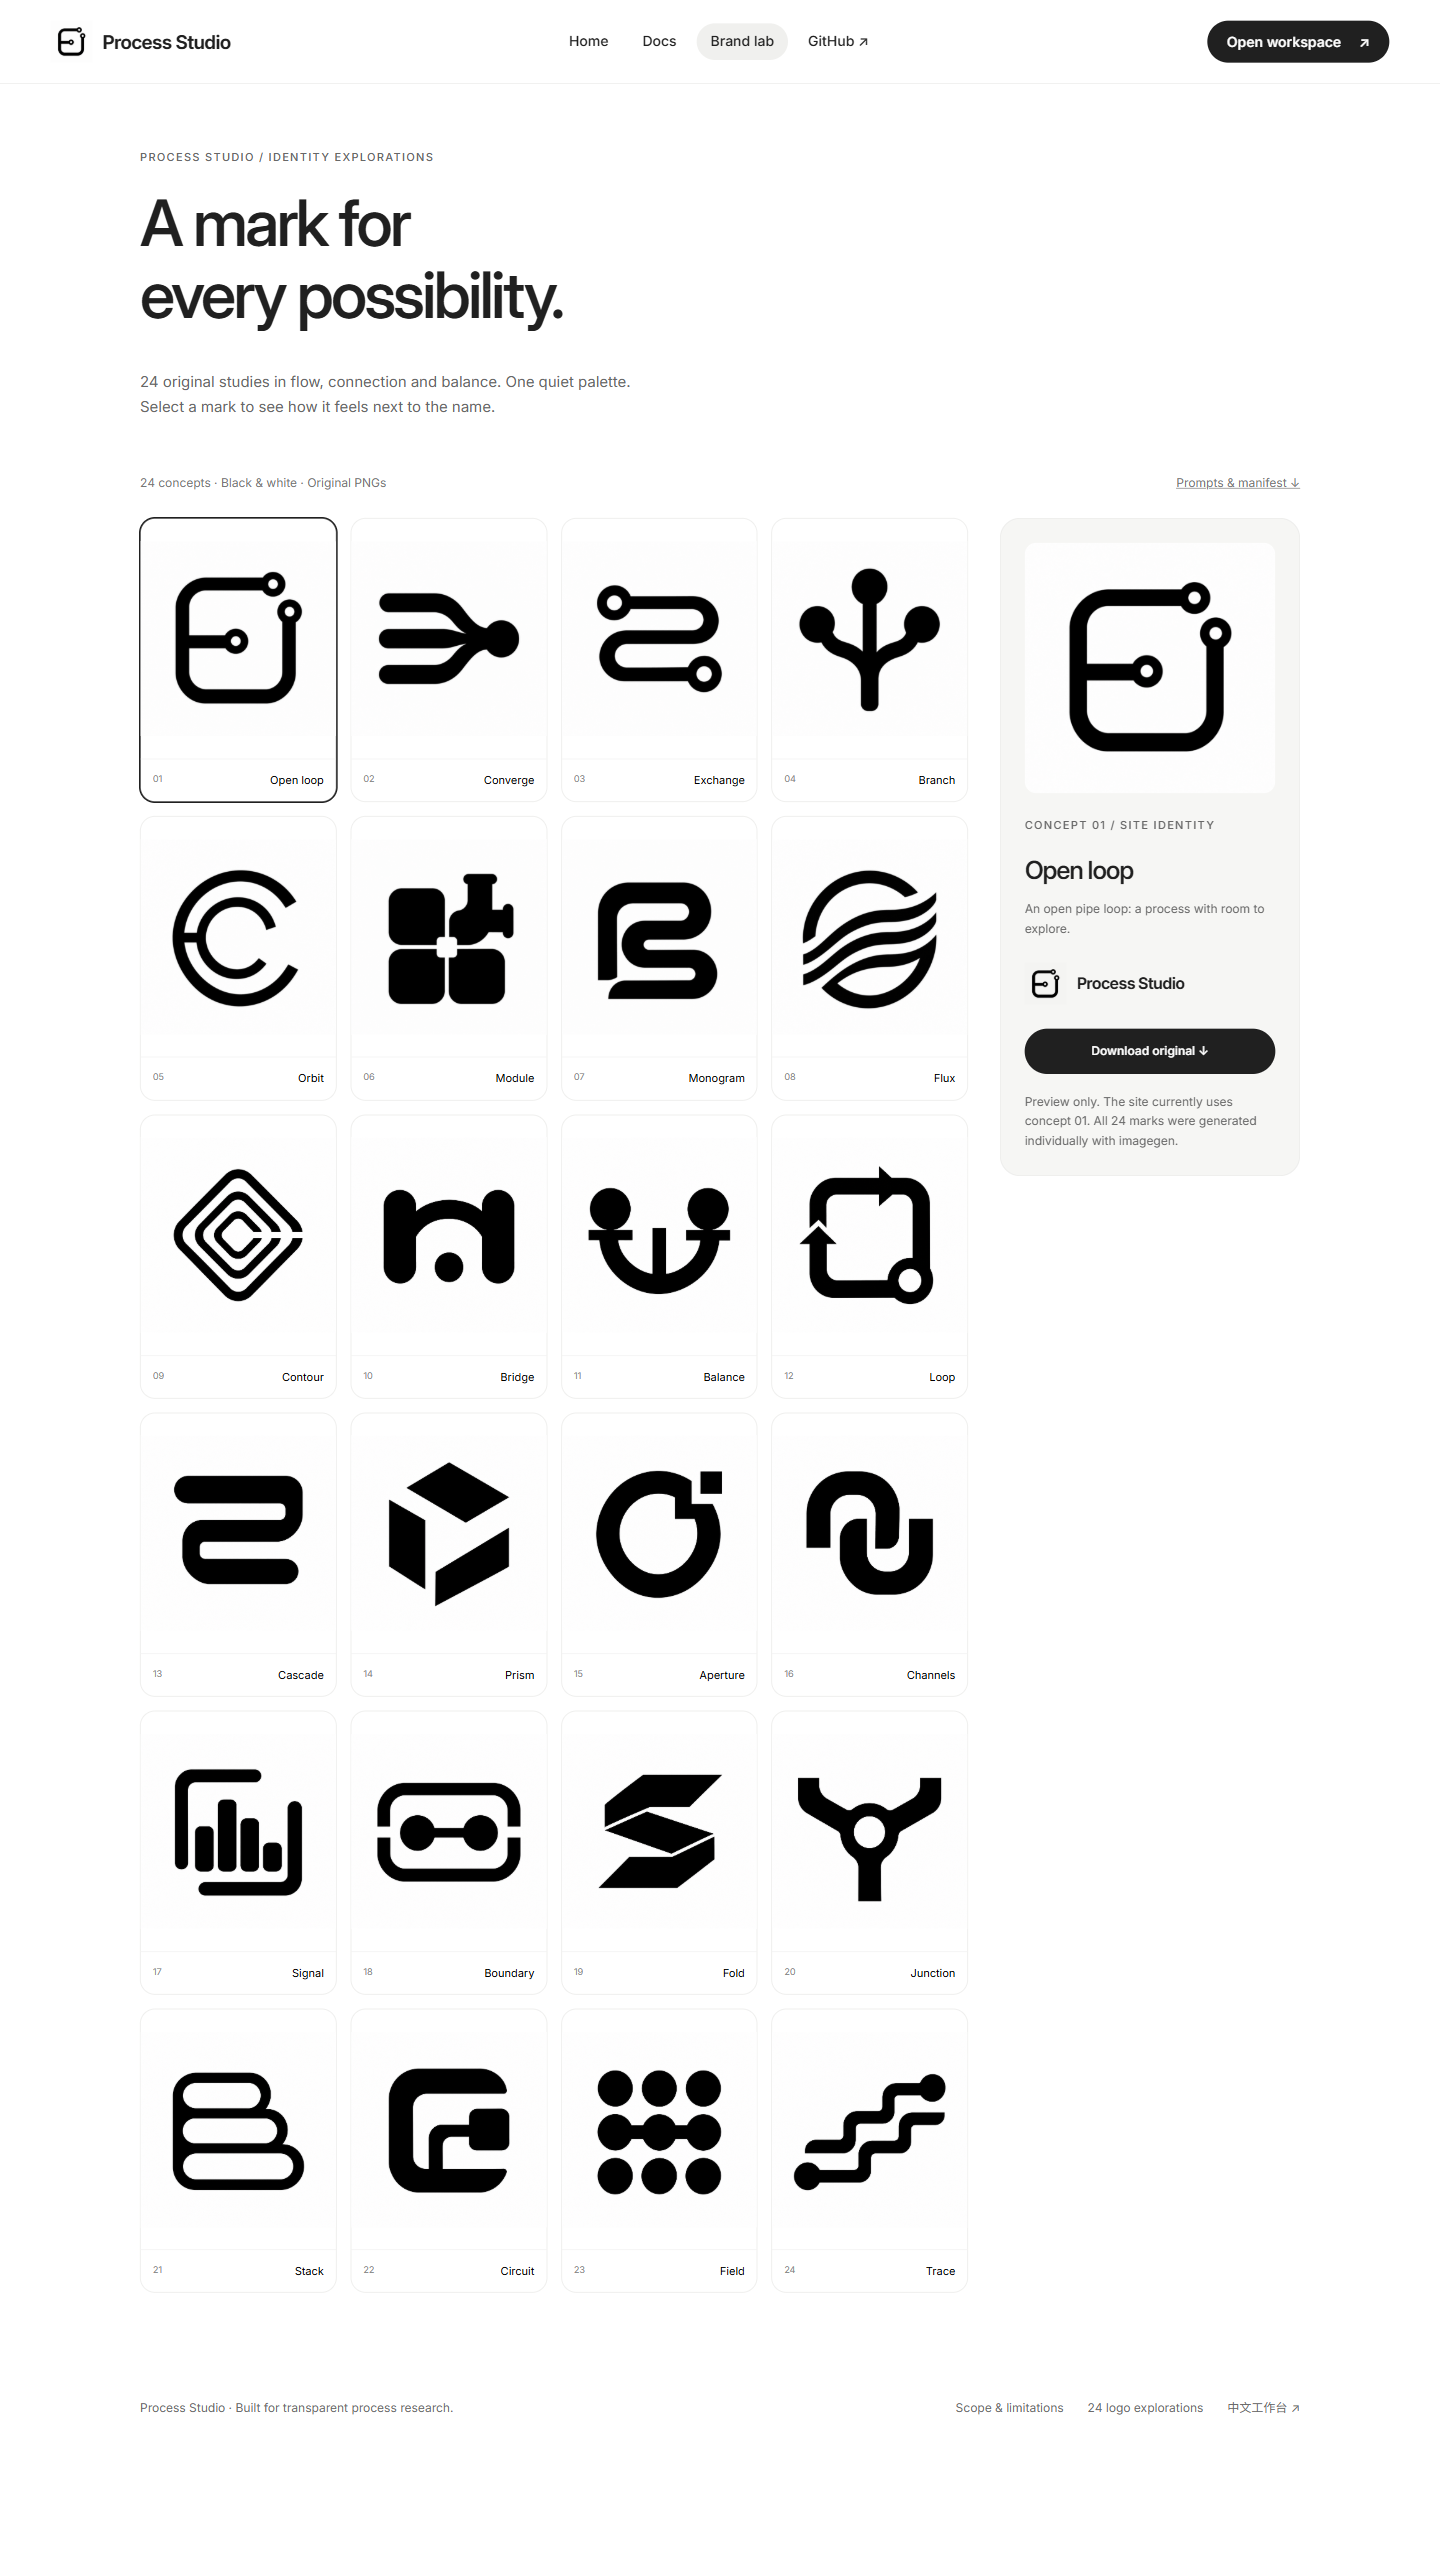 Process Studio
Home
Docs
Brand lab
GitHub ↗
Open workspace ↗
PROCESS STUDIO / IDENTITY EXPLORATIONS
A mark for
every possibility.
24 original studies in flow, connection and balance. One quiet palette.
Select a mark to see how it feels next to the name.
24 concepts · Black & white · Original PNGs
Prompts & manifest ↓
01 Open loop
02 Converge
03 Exchange
04 Branch
05 Orbit
06 Module
07 Monogram
08 Flux
09 Contour
10 Bridge
11 Balance
12 Loop
13 Cascade
14 Prism
15 Aperture
16 Channels
17 Signal
18 Boundary
19 Fold
20 Junction
21 Stack
22 Circuit
23 Field
24 Trace
CONCEPT 01 / SITE IDENTITY
Open loop
An open pipe loop: a process with room to
explore.
Process Studio
Download original ↓
Preview only. The site currently uses
concept 01. All 24 marks were generated
individually with imagegen.
Process Studio · Built for transparent process research.
Scope & limitations
24 logo explorations
中文工作台 ↗